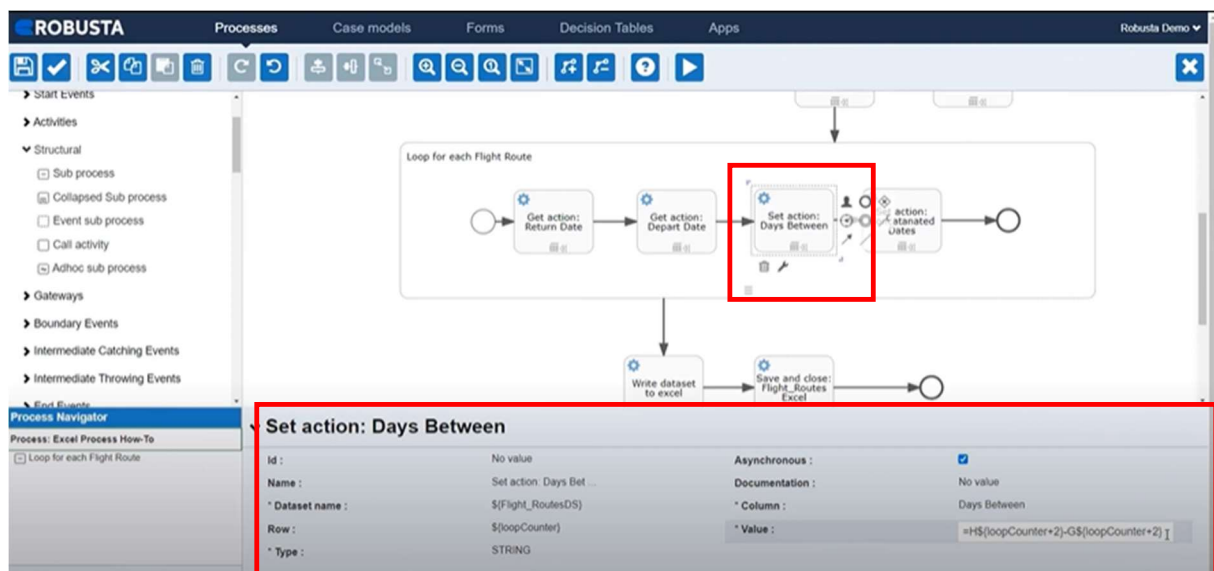 ROBUSTA Processes Case models Forms Decision Tables Apps Robusta Demo
Start Events
Activities
Structural
Sub process
Collapsed Sub process
Event sub process
Call activity
Adhoc sub process
Gateways
Boundary Events
Intermediate Catching Events
Intermediate Throwing Events
End Events
Loop for each Flight Route
Get action:
Return Date
Get action:
Depart Date
Set action:
Days Between
action:
atanated
Dates
Write dataset
to excel
Save and close:
Flight_Routes
Excel
Process Navigator
Process: Excel Process How-To
Loop for each Flight Route
Set action: Days Between
Id : No value Asynchronous :
Name : Set action: Days Bet ... Documentation : No value
* Dataset name : ${Flight_RoutesDS} * Column : Days Between
Row : ${loopCounter} * Value : =H${loopCounter+2}-G${loopCounter+2}
* Type : STRING